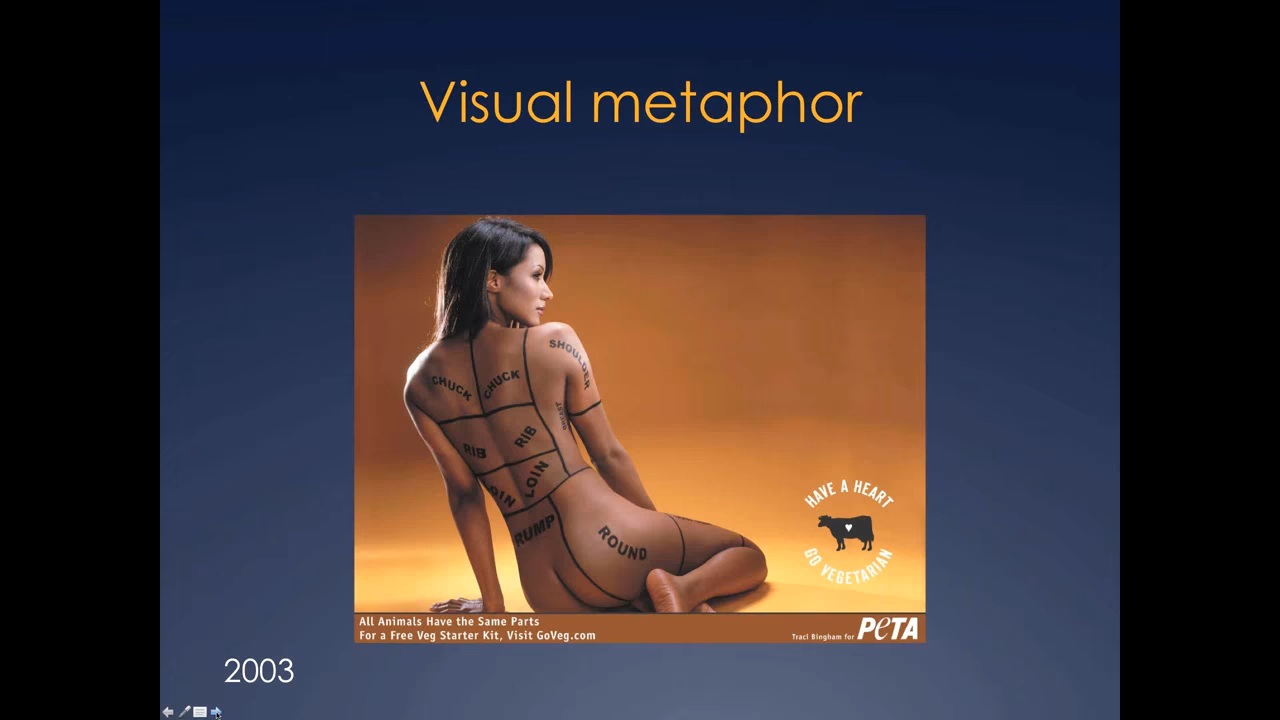 Visual metaphor
CHUCK
CHUCK
SHOULDER
BREAST
RIB
RIB
LOIN
LOIN
RUMP
ROUND
HAVE A HEART
GO VEGETARIAN
All Animals Have the Same Parts
For a Free Veg Starter Kit, Visit GoVeg.com
Traci Bingham for PETA
2003